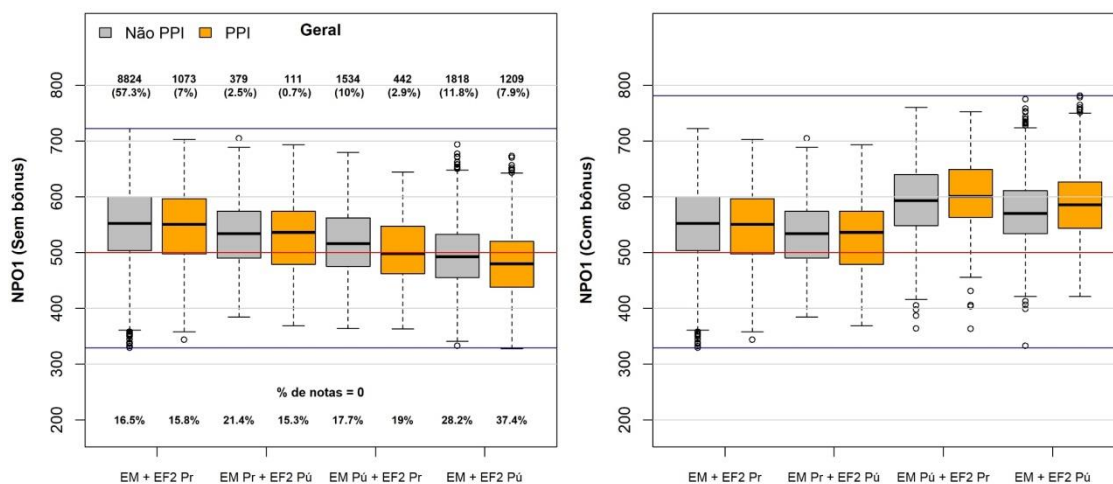 Não PPI PPI Geral
8824 1073 379 111 1534 442 1818 1209
(57.3%) (7%) (2.5%) (0.7%) (10%) (2.9%) (11.8%) (7.9%)
NPO1 (Sem bônus)
800
700
600
500
400
300
200
% de notas = 0
16.5% 15.8% 21.4% 15.3% 17.7% 19% 28.2% 37.4%
EM + EF2 Pr EM Pr + EF2 Pú EM Pú + EF2 Pr EM + EF2 Pú
NPO1 (Com bônus)
800
700
600
500
400
300
200
EM + EF2 Pr EM Pr + EF2 Pú EM Pú + EF2 Pr EM + EF2 Pú